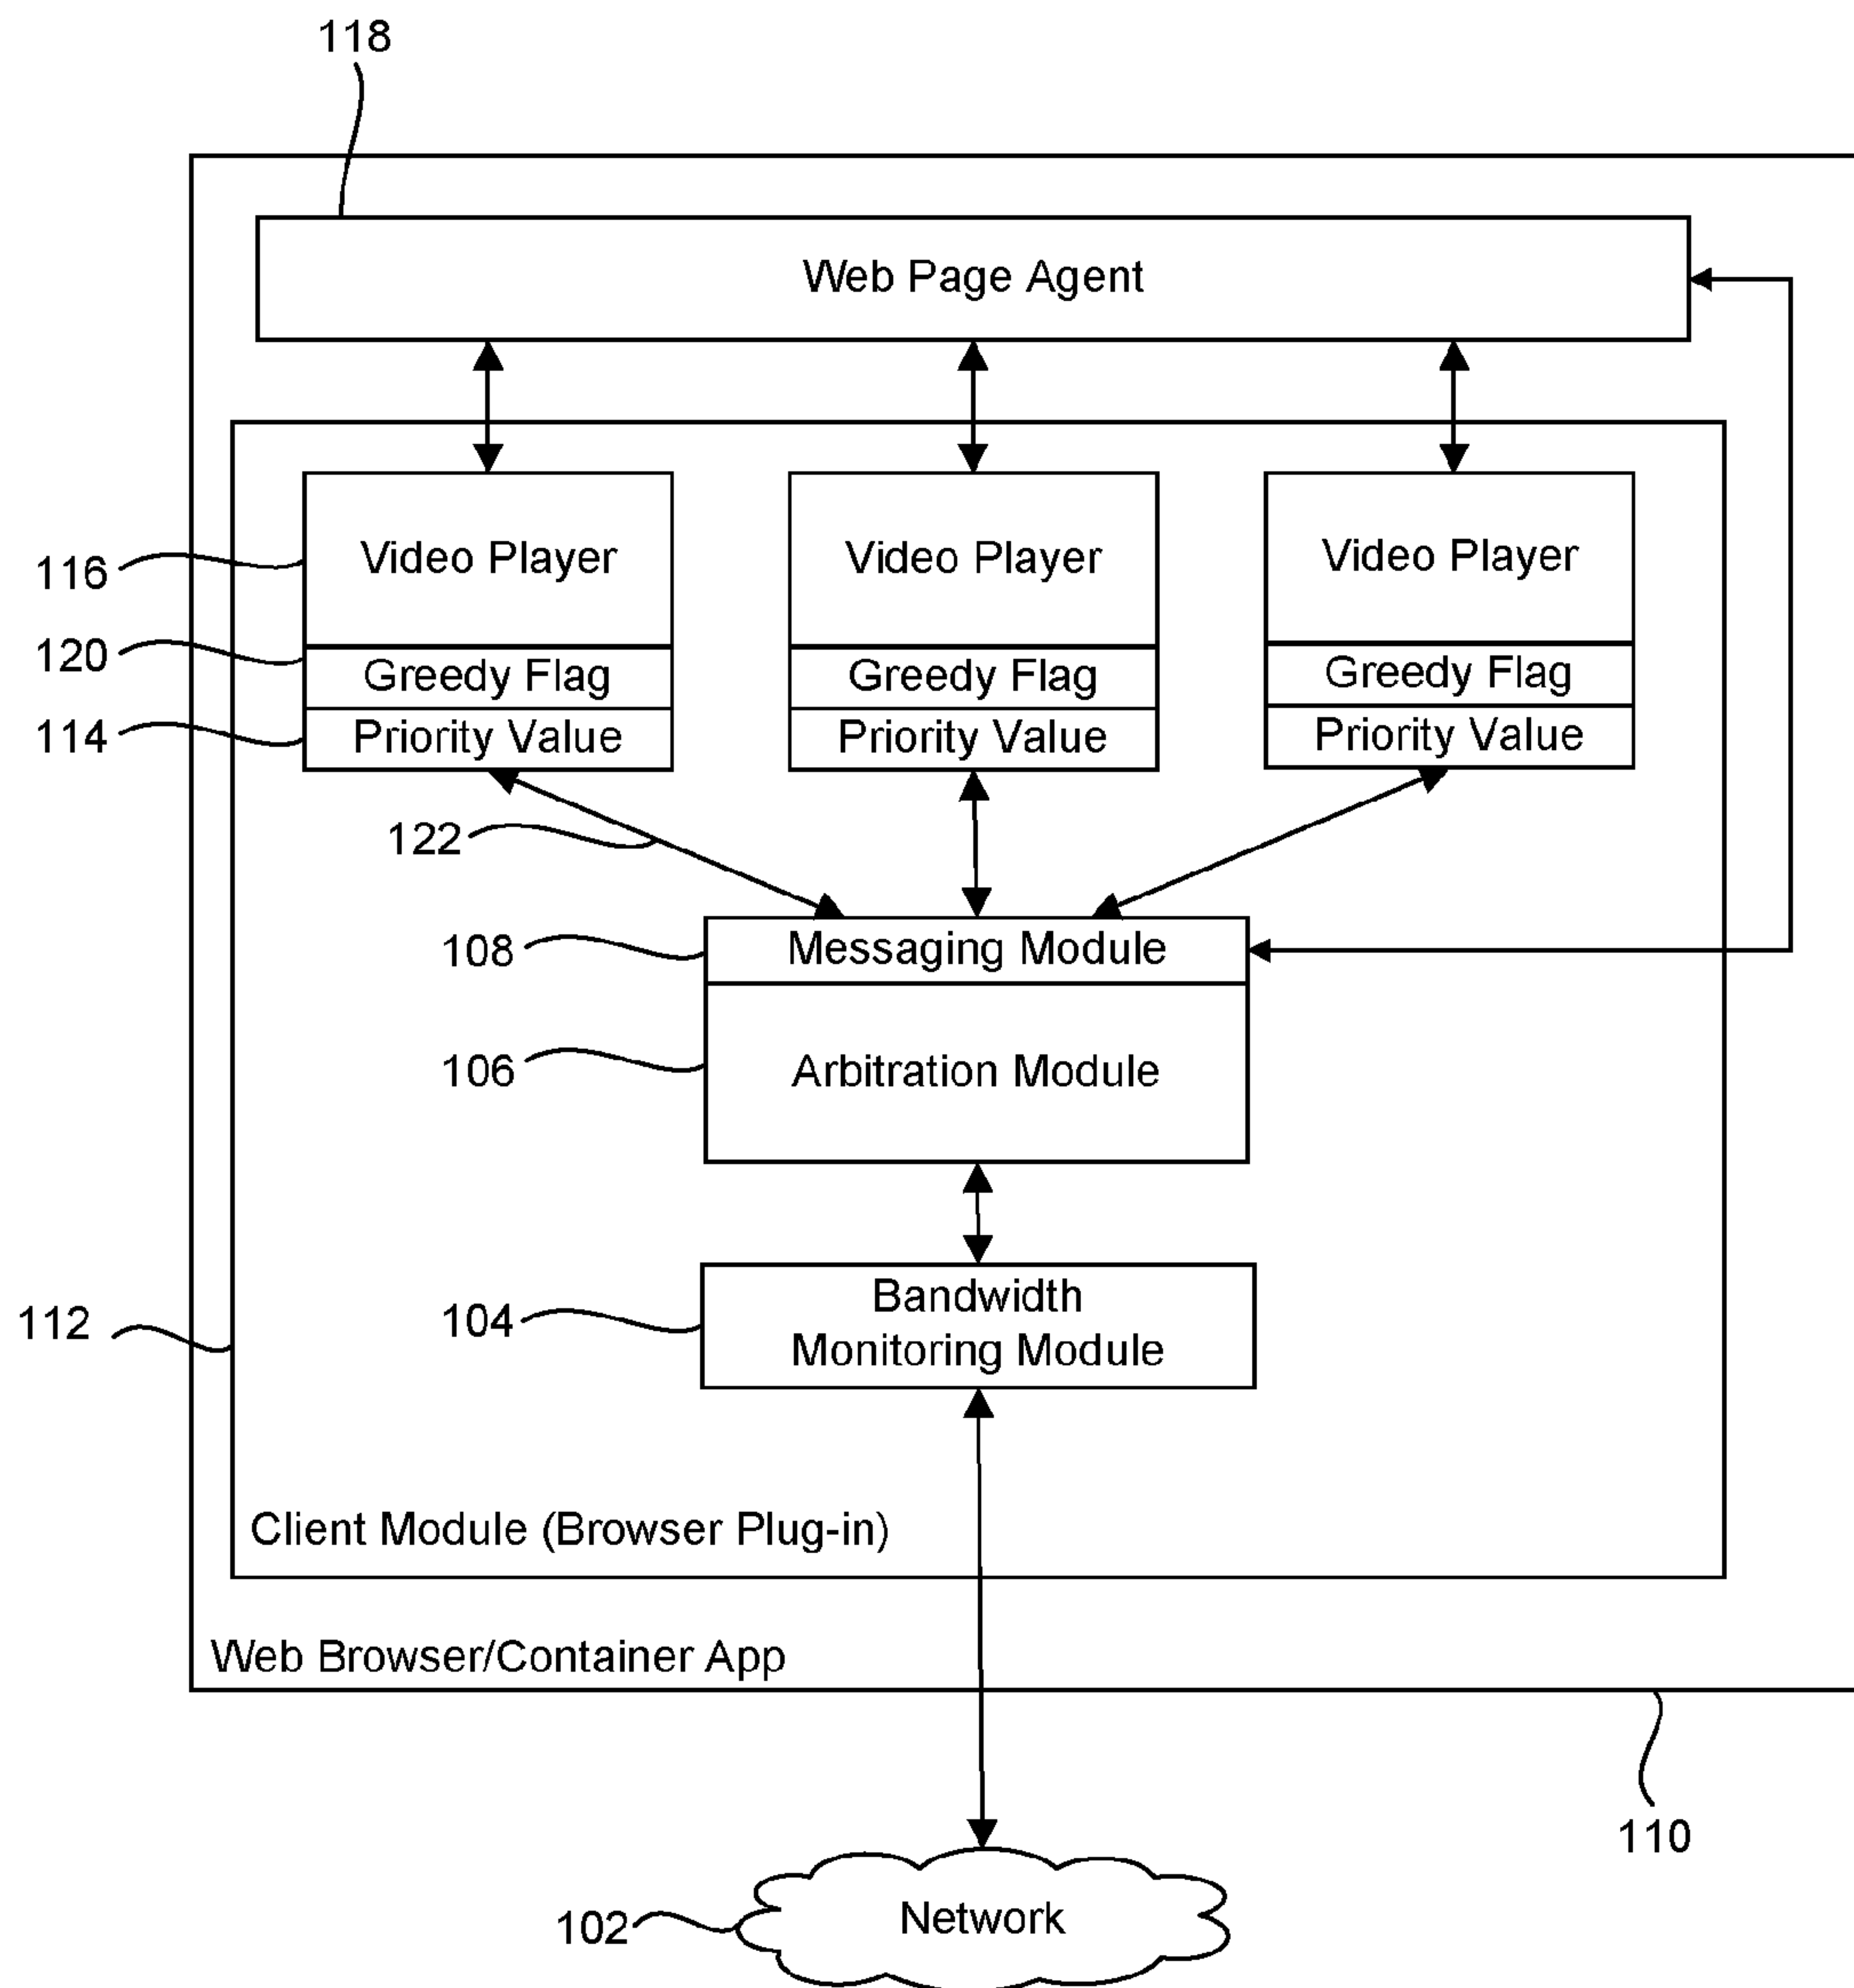 118
Web Page Agent
116
Video Player
Video Player
Video Player
120
Greedy Flag
Greedy Flag
Greedy Flag
114
Priority Value
Priority Value
Priority Value
122
108
Messaging Module
106
Arbitration Module
104
Bandwidth
Monitoring Module
112
Client Module (Browser Plug-in)
Web Browser/Container App
110
102
Network